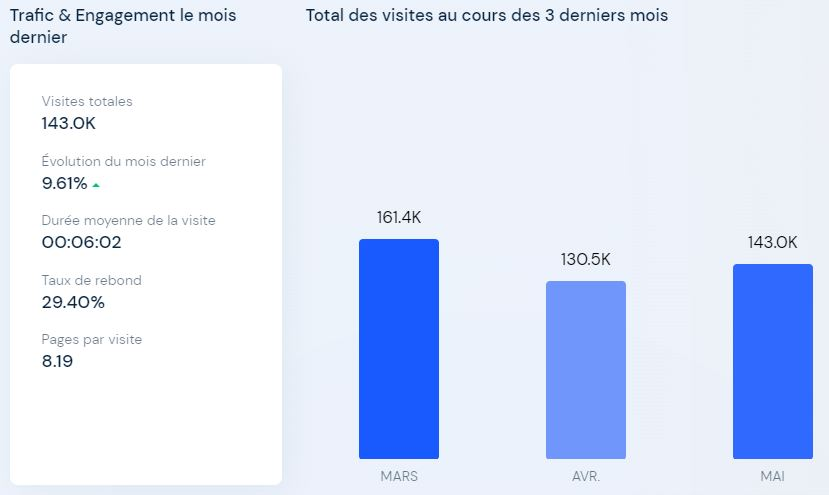 Trafic & Engagement le mois
dernier
Visites totales
143.0K
Évolution du mois dernier
9.61%
Durée moyenne de la visite
00:06:02
Taux de rebond
29.40%
Pages par visite
8.19
Total des visites au cours des 3 derniers mois
161.4K
130.5K
143.0K
MARS
AVR.
MAI